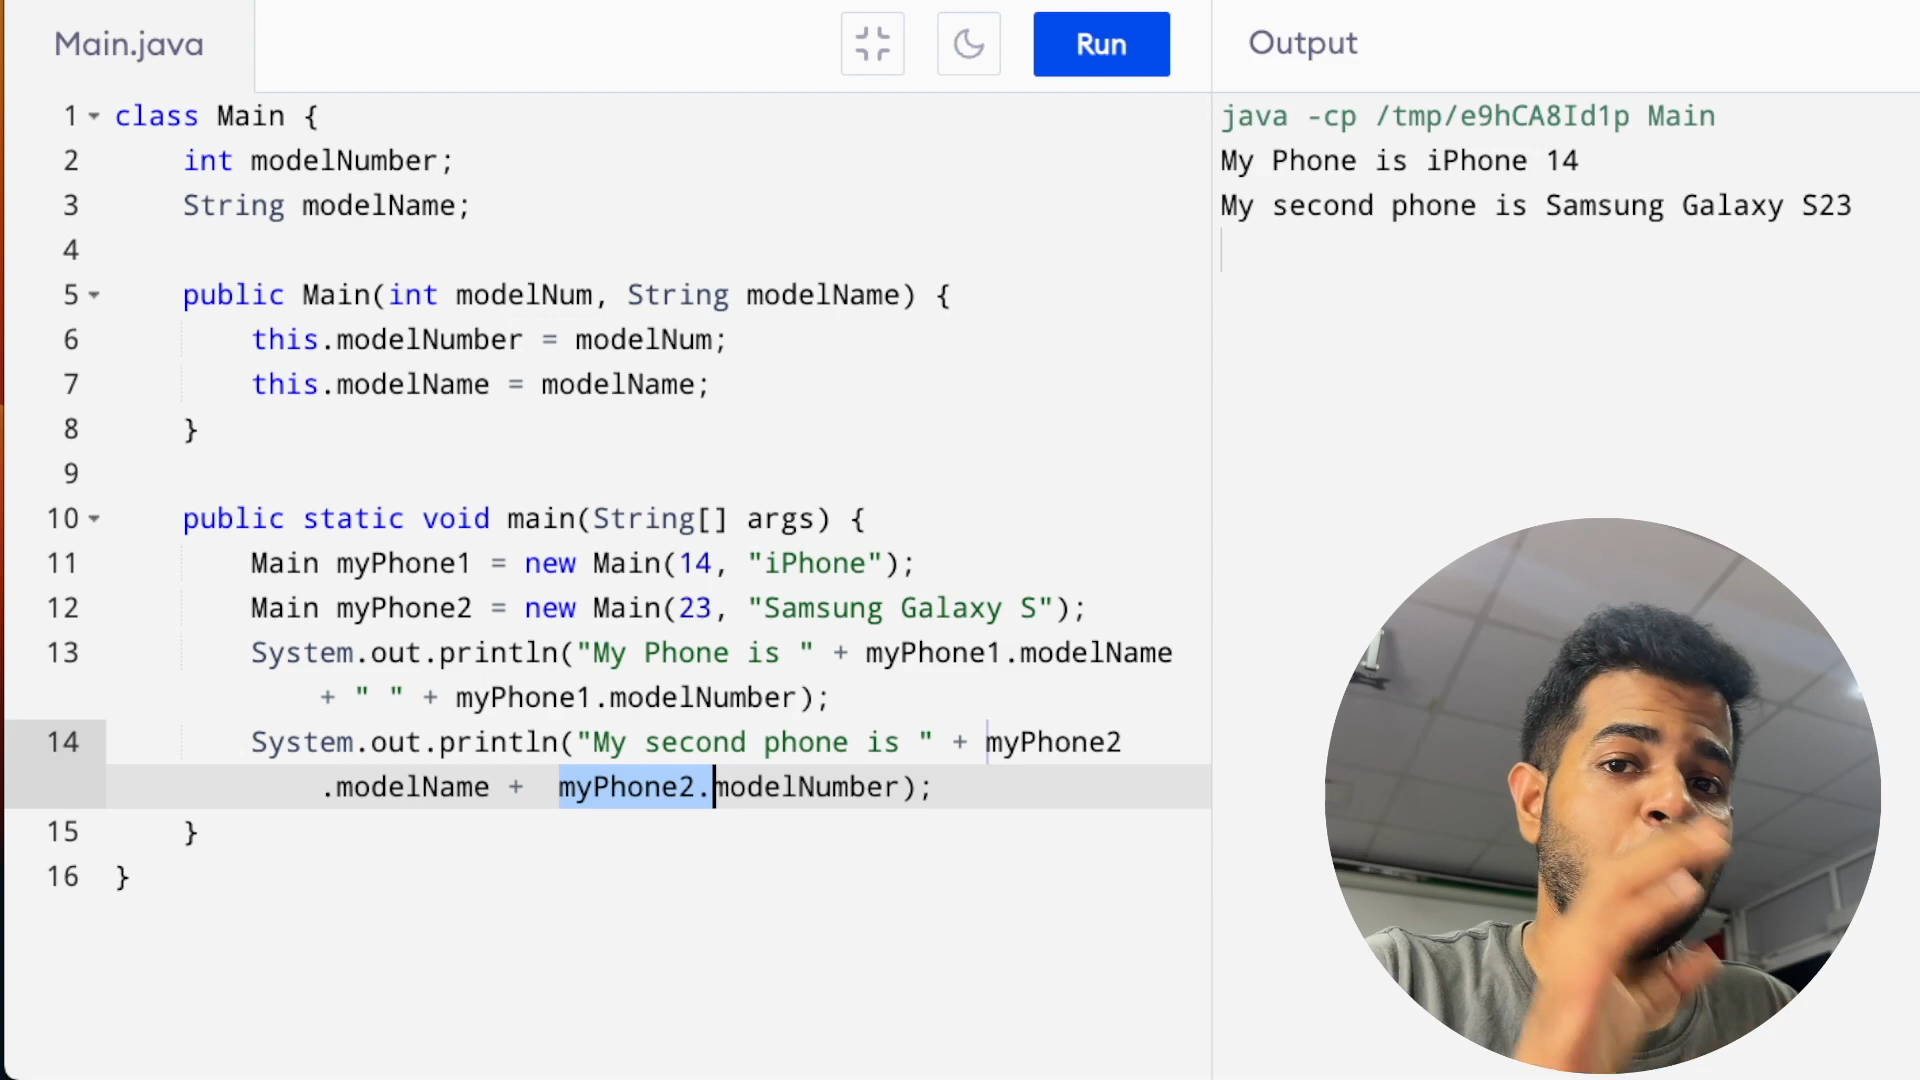 Main.java
Run
Output
1 class Main {
2 int modelNumber;
3 String modelName;
4
5 public Main(int modelNum, String modelName) {
6 this.modelNumber = modelNum;
7 this.modelName = modelName;
8 }
9
10 public static void main(String[] args) {
11 Main myPhone1 = new Main(14, "iPhone");
12 Main myPhone2 = new Main(23, "Samsung Galaxy S");
13 System.out.println("My Phone is " + myPhone1.modelName
+ " " + myPhone1.modelNumber);
14 System.out.println("My second phone is " + myPhone2
.modelName +  myPhone2.modelNumber);
15 }
16 }
java -cp /tmp/e9hCA8Id1p Main
My Phone is iPhone 14
My second phone is Samsung Galaxy S23